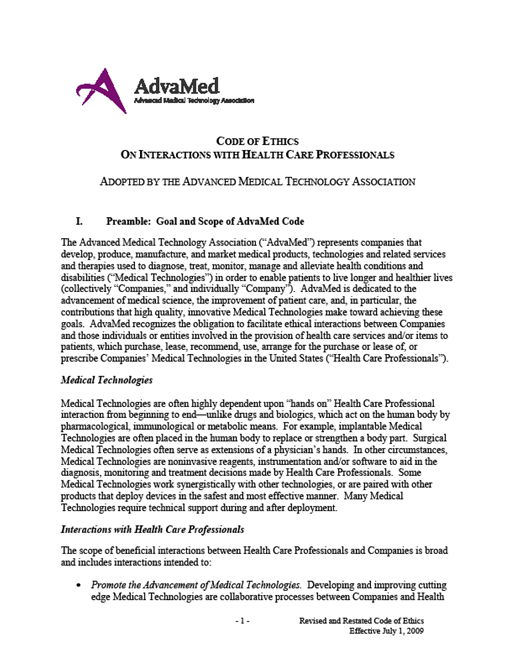 AdvaMed
Advanced Medical Technology Association
CODE OF ETHICS
ON INTERACTIONS WITH HEALTH CARE PROFESSIONALS
ADOPTED BY THE ADVANCED MEDICAL TECHNOLOGY ASSOCIATION
I. Preamble: Goal and Scope of AdvaMed Code
The Advanced Medical Technology Association (“AdvaMed”) represents companies that
develop, produce, manufacture, and market medical products, technologies and related services
and therapies used to diagnose, treat, monitor, manage and alleviate health conditions and
disabilities (“Medical Technologies”) in order to enable patients to live longer and healthier lives
(collectively “Companies,” and individually “Company”). AdvaMed is dedicated to the
advancement of medical science, the improvement of patient care, and, in particular, the
contributions that high quality, innovative Medical Technologies make toward achieving these
goals. AdvaMed recognizes the obligation to facilitate ethical interactions between Companies
and those individuals or entities involved in the provision of health care services and/or items to
patients, which purchase, lease, recommend, use, arrange for the purchase or lease of, or
prescribe Companies’ Medical Technologies in the United States (“Health Care Professionals”).
Medical Technologies
Medical Technologies are often highly dependent upon “hands on” Health Care Professional
interaction from beginning to end—unlike drugs and biologics, which act on the human body by
pharmacological, immunological or metabolic means. For example, implantable Medical
Technologies are often placed in the human body to replace or strengthen a body part. Surgical
Medical Technologies often serve as extensions of a physician’s hands. In other circumstances,
Medical Technologies are noninvasive reagents, instrumentation and/or software to aid in the
diagnosis, monitoring and treatment decisions made by Health Care Professionals. Some
Medical Technologies work synergistically with other technologies, or are paired with other
products that deploy devices in the safest and most effective manner. Many Medical
Technologies require technical support during and after deployment.
Interactions with Health Care Professionals
The scope of beneficial interactions between Health Care Professionals and Companies is broad
and includes interactions intended to:
• Promote the Advancement of Medical Technologies. Developing and improving cutting
edge Medical Technologies are collaborative processes between Companies and Health
- 1 - Revised and Restated Code of Ethics
Effective July 1, 2009